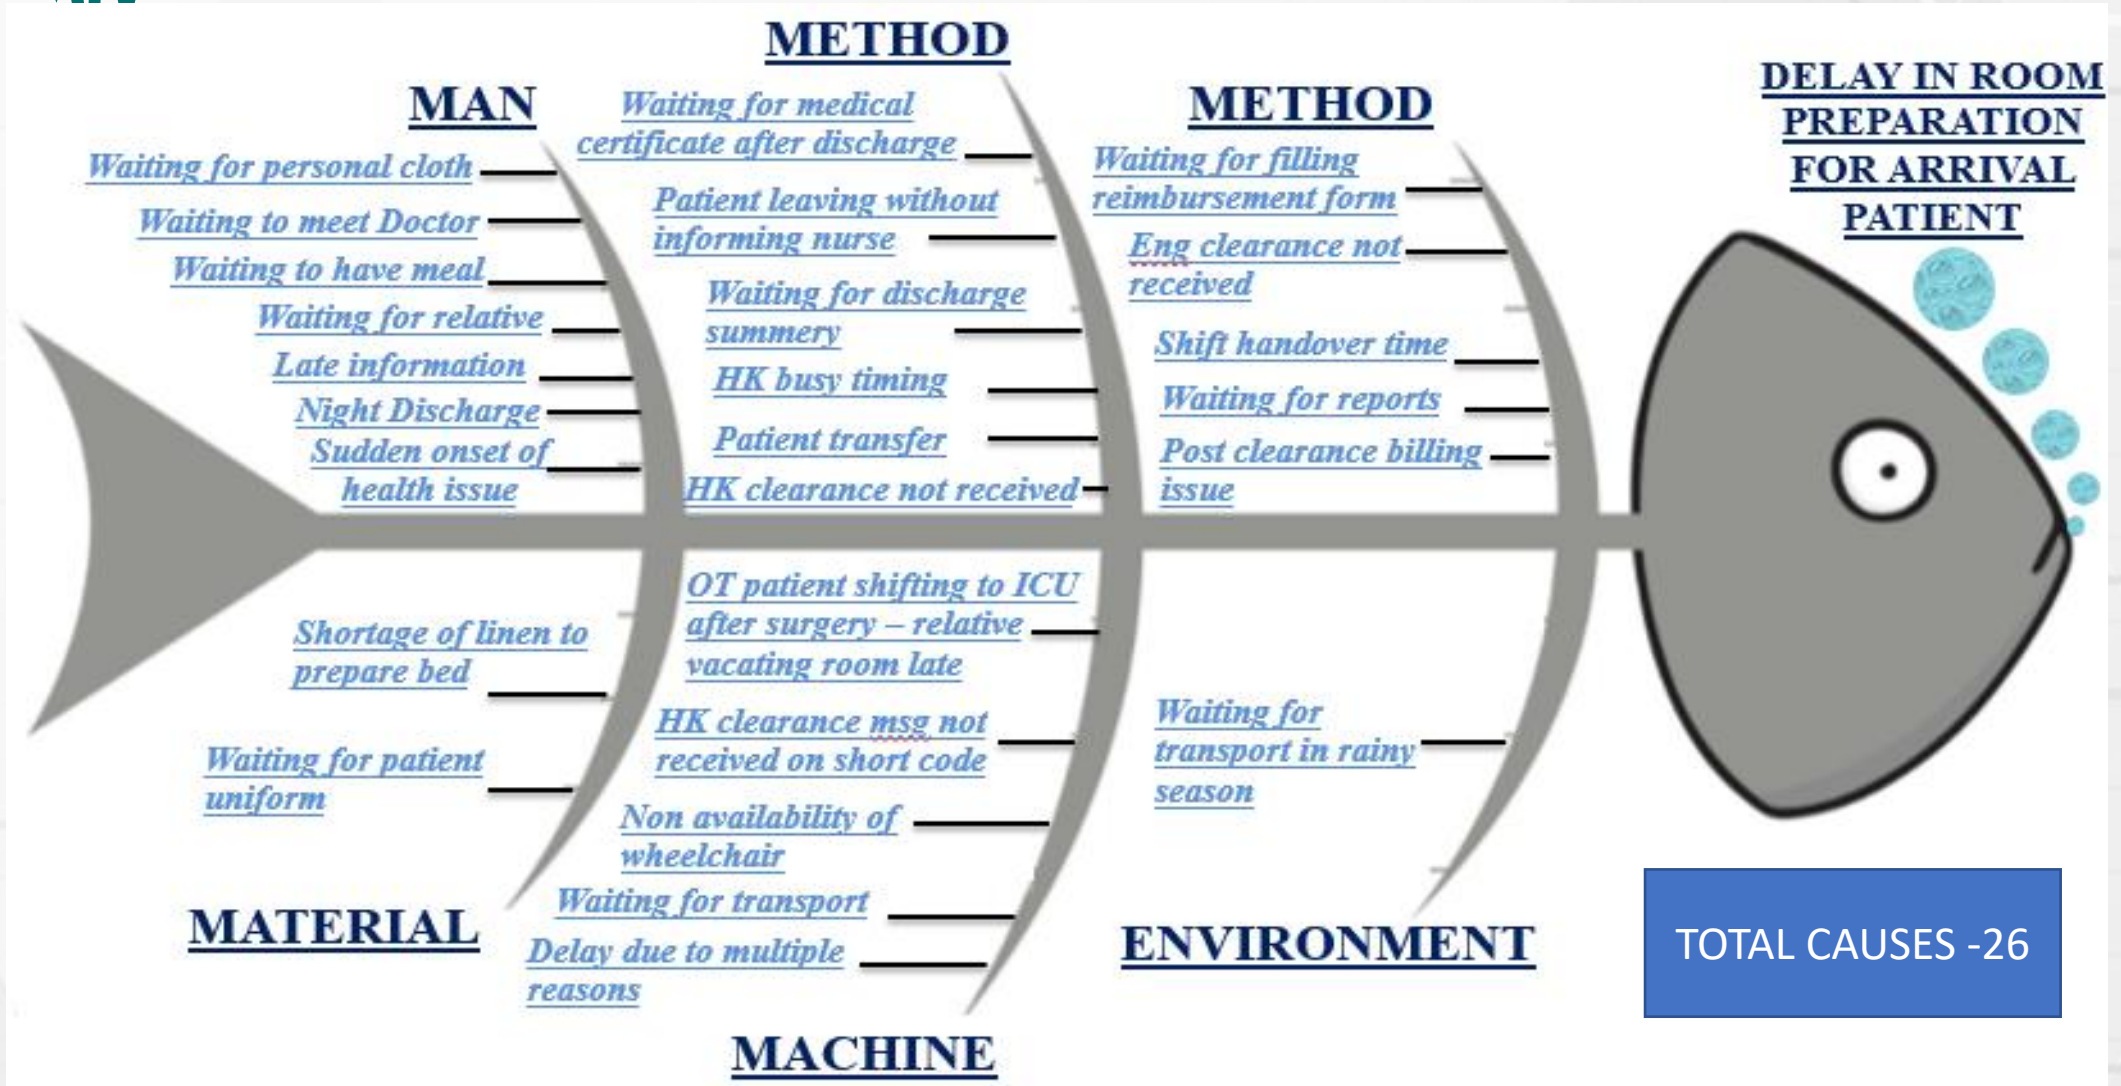 METHOD
MAN
Waiting for personal cloth
Waiting to meet Doctor
Waiting to have meal
Waiting for relative
Late information
Night Discharge
Sudden onset of
health issue
Waiting for medical
certificate after discharge
Patient leaving without
informing nurse
Waiting for discharge
summery
HK busy timing
Patient transfer
HK clearance not received
METHOD
Waiting for filling
reimbursement form
Eng clearance not
received
Shift handover time
Waiting for reports
Post clearance billing
issue
DELAY IN ROOM
PREPARATION
FOR ARRIVAL
PATIENT
Shortage of linen to
prepare bed
Waiting for patient
uniform
MATERIAL
OT patient shifting to ICU
after surgery – relative
vacating room late
HK clearance msg not
received on short code
Non availability of
wheelchair
Waiting for transport
Delay due to multiple
reasons
MACHINE
Waiting for
transport in rainy
season
ENVIRONMENT
TOTAL CAUSES -26